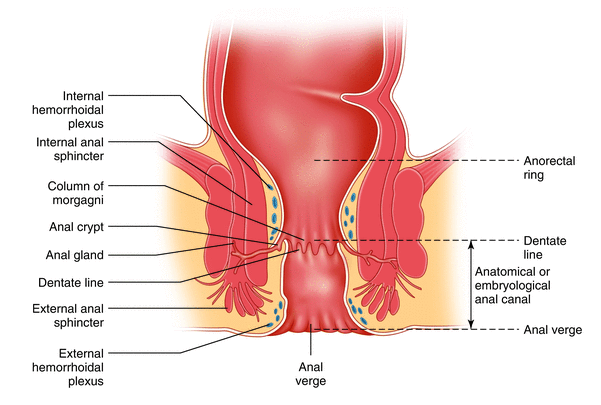 Internal
hemorrhoidal
plexus
Internal anal
sphincter
Column of
morgagni
Anal crypt
Anal gland
Dentate line
External anal
sphincter
External
hemorrhoidal
plexus
Anal
verge
Anorectal
ring
Dentate
line
Anatomical or
embryological
anal canal
Anal verge